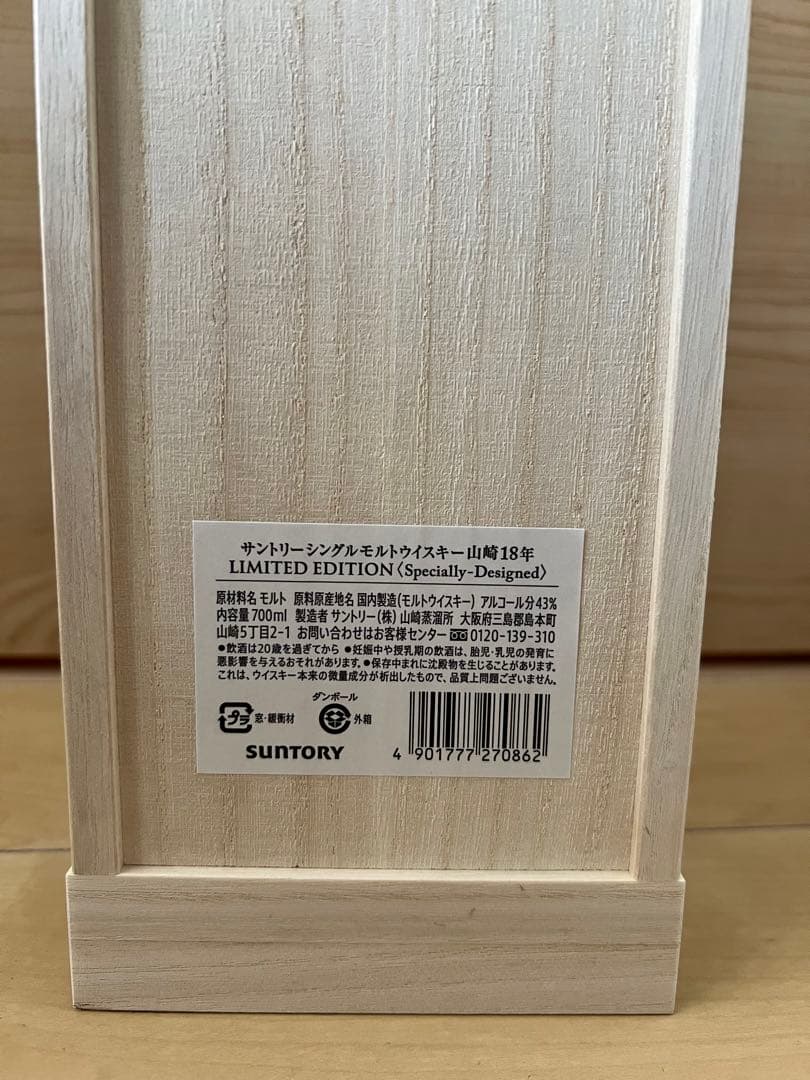 サントリーシングルモルトウイスキー山崎18年
LIMITED EDITION〈Specially-Designed〉
原材料名 モルト 原料原産地名 国内製造(モルトウイスキー) アルコール分43%
内容量 700ml 製造者 サントリー(株) 山崎蒸溜所 大阪府三島郡島本町
山崎5丁目2-1 お問い合わせはお客様センター 0120-139-310
●飲酒は20歳を過ぎてから ●妊娠中や授乳期の飲酒は、胎児・乳児の発育に
悪影響を与えるおそれがあります。●保存中まれに沈殿物を生じることがあります。
これは、ウイスキー本来の微量成分が析出したもので、品質上問題ございません。
ダンボール
プラ 窓・緩衝材 外箱
SUNTORY
4 901777 270862